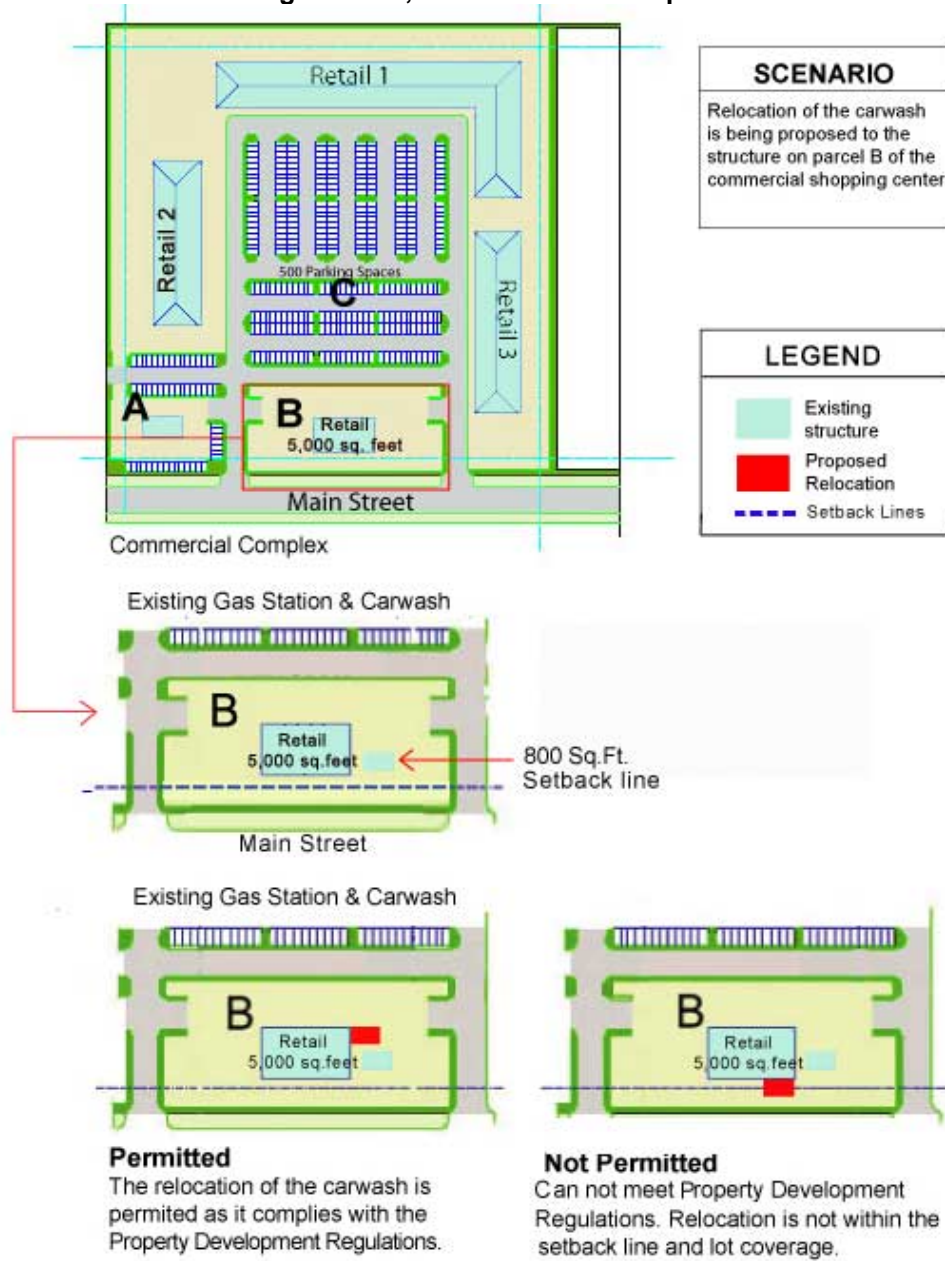 Retail 1
SCENARIO
Relocation of the carwash
is being proposed to the
structure on parcel B of the
commercial shopping center
Retail 2
500 Parking Spaces
C
Retail 3
LEGEND
Existing
structure
Proposed
Relocation
Setback Lines
A
B
Retail
5,000 sq. feet
Main Street
Commercial Complex
Existing Gas Station & Carwash
B
Retail
5,000 sq.feet
800 Sq.Ft.
Setback line
Main Street
Existing Gas Station & Carwash
B
Retail
5,000 sq.feet
B
Retail
5,000 sq.feet
Permitted
The relocation of the carwash is
permited as it complies with the
Property Development Regulations.
Not Permitted
Can not meet Property Development
Regulations. Relocation is not within the
setback line and lot coverage.